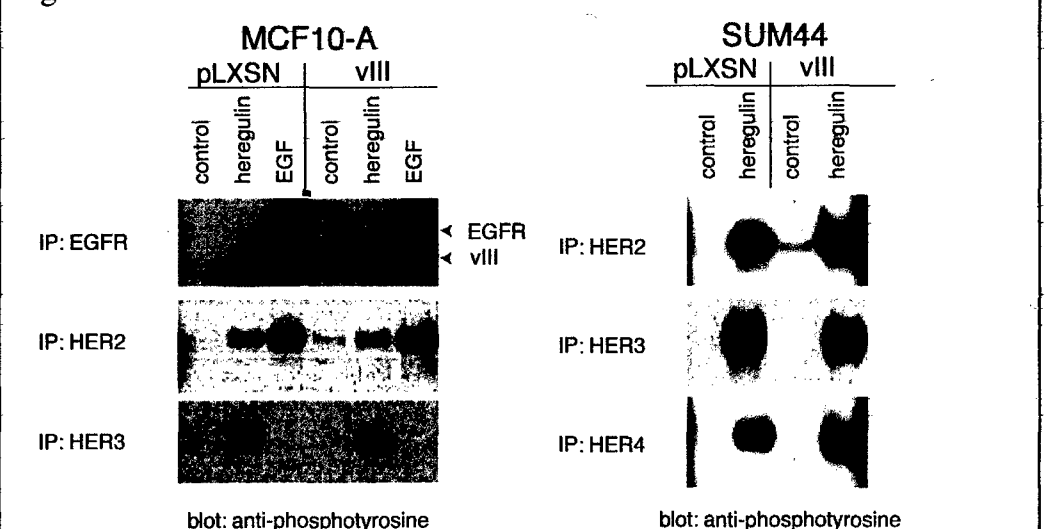 MCF10-A
pLXSN vIII
control heregulin EGF control heregulin EGF
IP: EGFR
EGFR
vIII
IP: HER2
IP: HER3
blot: anti-phosphotyrosine
SUM44
pLXSN vIII
control heregulin control heregulin
IP: HER2
IP: HER3
IP: HER4
blot: anti-phosphotyrosine